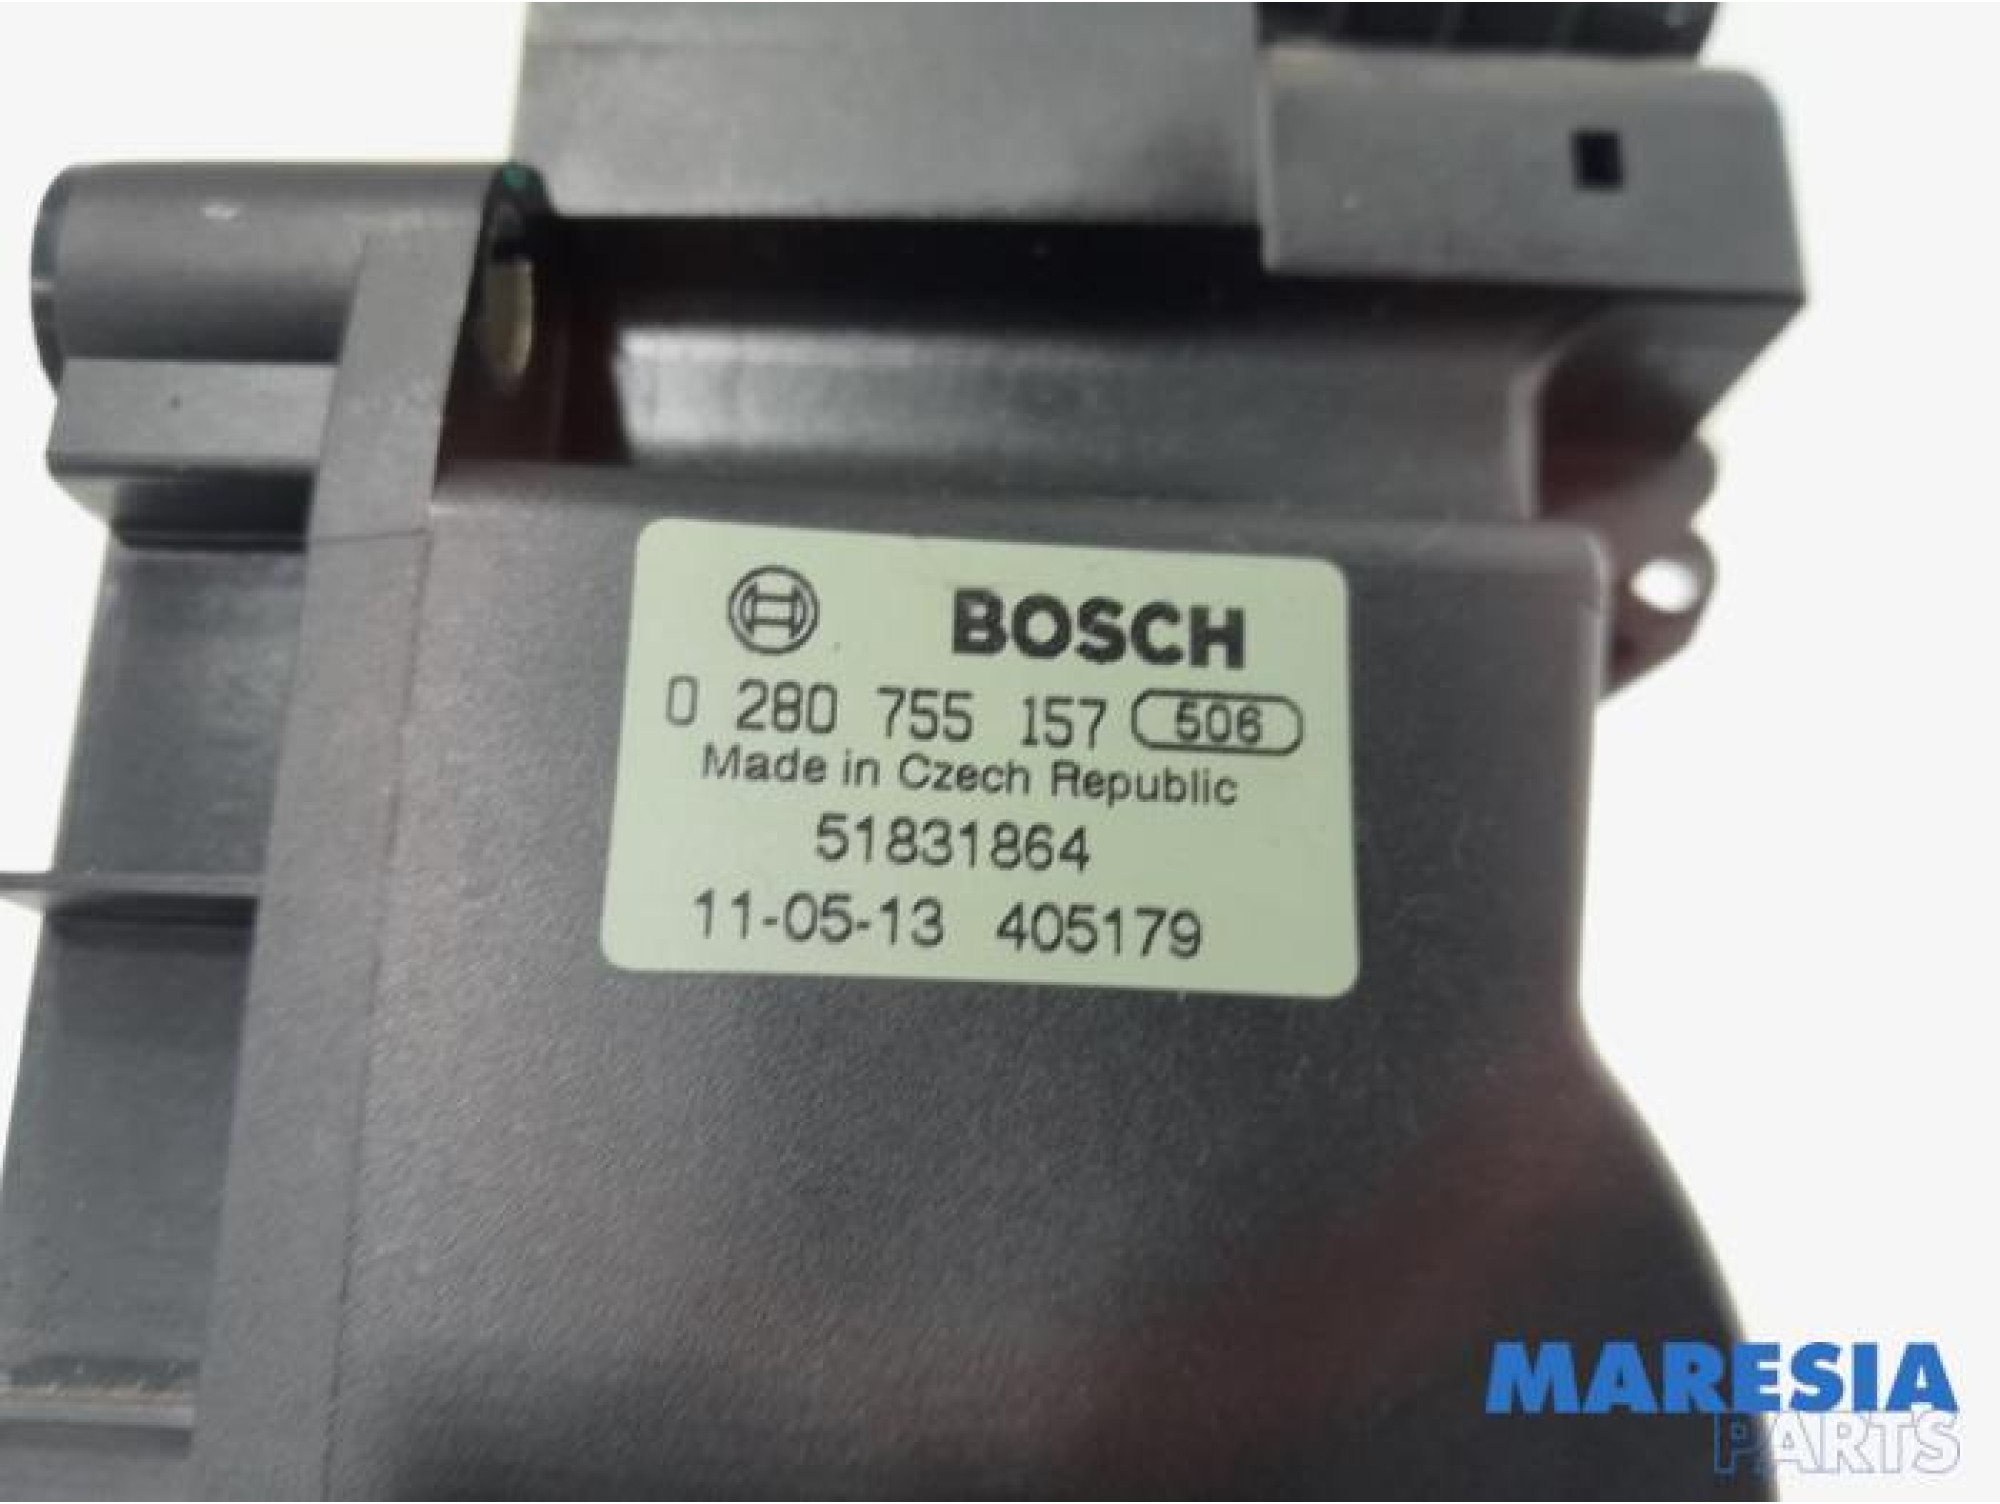 BOSCH
0 280 755 157 506
Made in Czech Republic
51831864
11-05-13 405179
MARESIA
PARTS